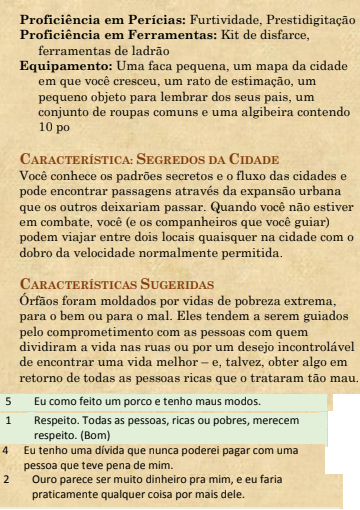 Proficiência em Perícias: Furtividade, Prestidigitação
Proficiência em Ferramentas: Kit de disfarce,
ferramentas de ladrão
Equipamento: Uma faca pequena, um mapa da cidade
em que você cresceu, um rato de estimação, um
pequeno objeto para lembrar dos seus pais, um
conjunto de roupas comuns e uma algibeira contendo
10 po
CARACTERÍSTICA: SEGREDOS DA CIDADE
Você conhece os padrões secretos e o fluxo das cidades e
pode encontrar passagens através da expansão urbana
que os outros deixariam passar. Quando você não estiver
em combate, você (e os companheiros que você guiar)
podem viajar entre dois locais quaisquer na cidade com o
dobro da velocidade normalmente permitida.
CARACTERÍSTICAS SUGERIDAS
Órfãos foram moldados por vidas de pobreza extrema,
para o bem ou para o mal. Eles tendem a serem guiados
pelo comprometimento com as pessoas com quem
dividiram a vida nas ruas ou por um desejo incontrolável
de encontrar uma vida melhor – e, talvez, obter algo em
retorno de todas as pessoas ricas que o trataram tão mau.
5 Eu como feito um porco e tenho maus modos.
1 Respeito. Todas as pessoas, ricas ou pobres, merecem
respeito. (Bom)
4 Eu tenho uma dívida que nunca poderei pagar com uma
pessoa que teve pena de mim.
2 Ouro parece ser muito dinheiro pra mim, e eu faria
praticamente qualquer coisa por mais dele.